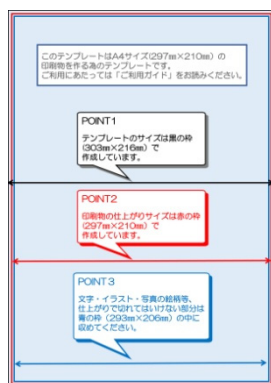 このテンプレートはA4サイズ(297㎜×210㎜)の
印刷物を作る為のテンプレートです。
ご利用にあたっては「ご利用ガイド」をお読みください。
POINT1
テンプレートのサイズは黒の枠
(303㎜×216㎜)で
作成しています。
POINT2
印刷物の仕上がりサイズは赤の枠
(297㎜×210㎜)で
作成しています。
POINT3
文字・イラスト・写真の絵柄等、
仕上がりで切れてはいけない部分は
青の枠(293㎜×206㎜)の中に
収めてください。